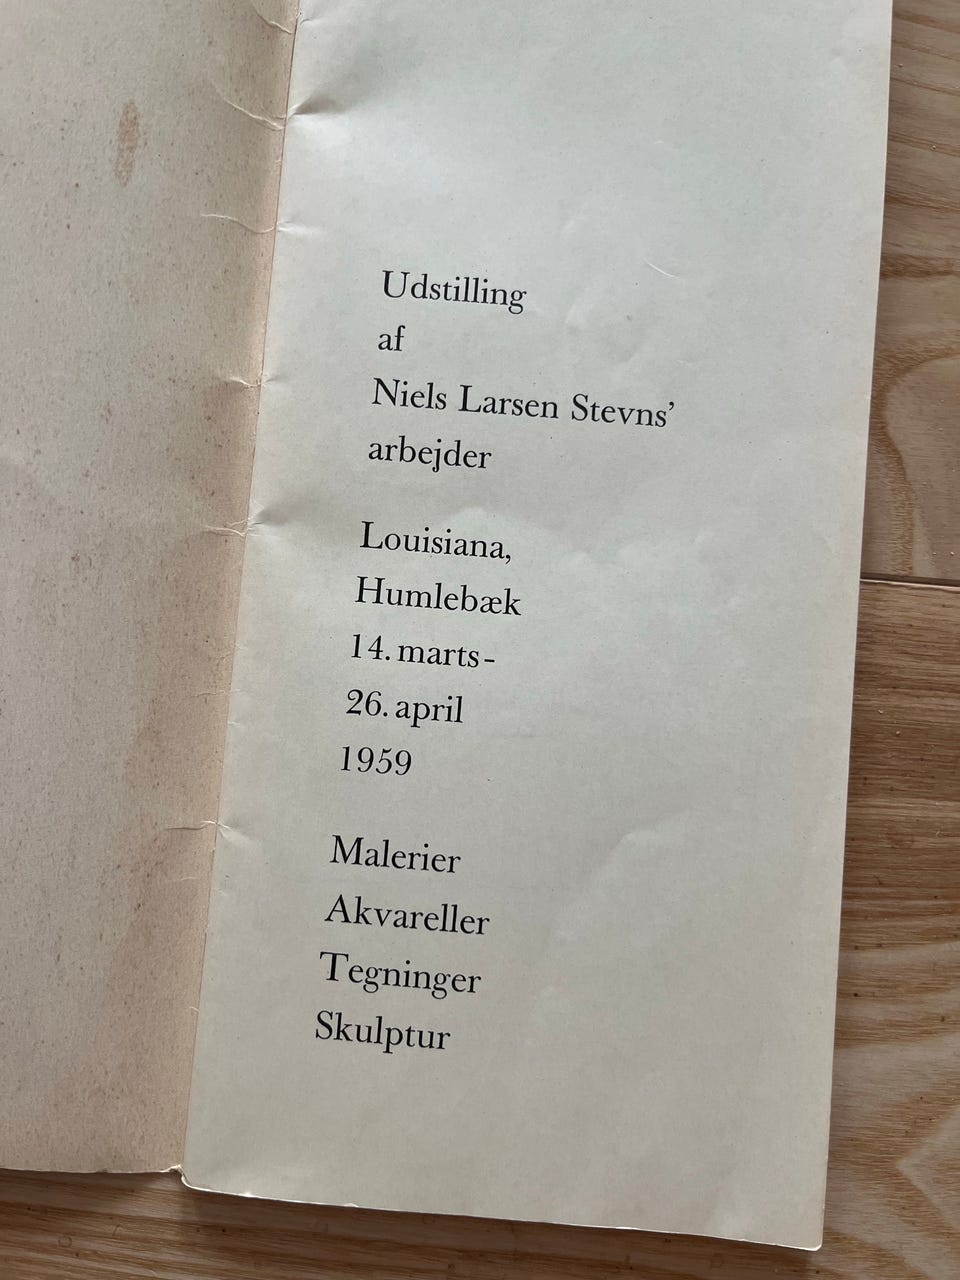 Udstilling
af
Niels Larsen Stevns’
arbejder
Louisiana,
Humlebæk
14. marts-
26. april
1959
Malerier
Akvareller
Tegninger
Skulptur